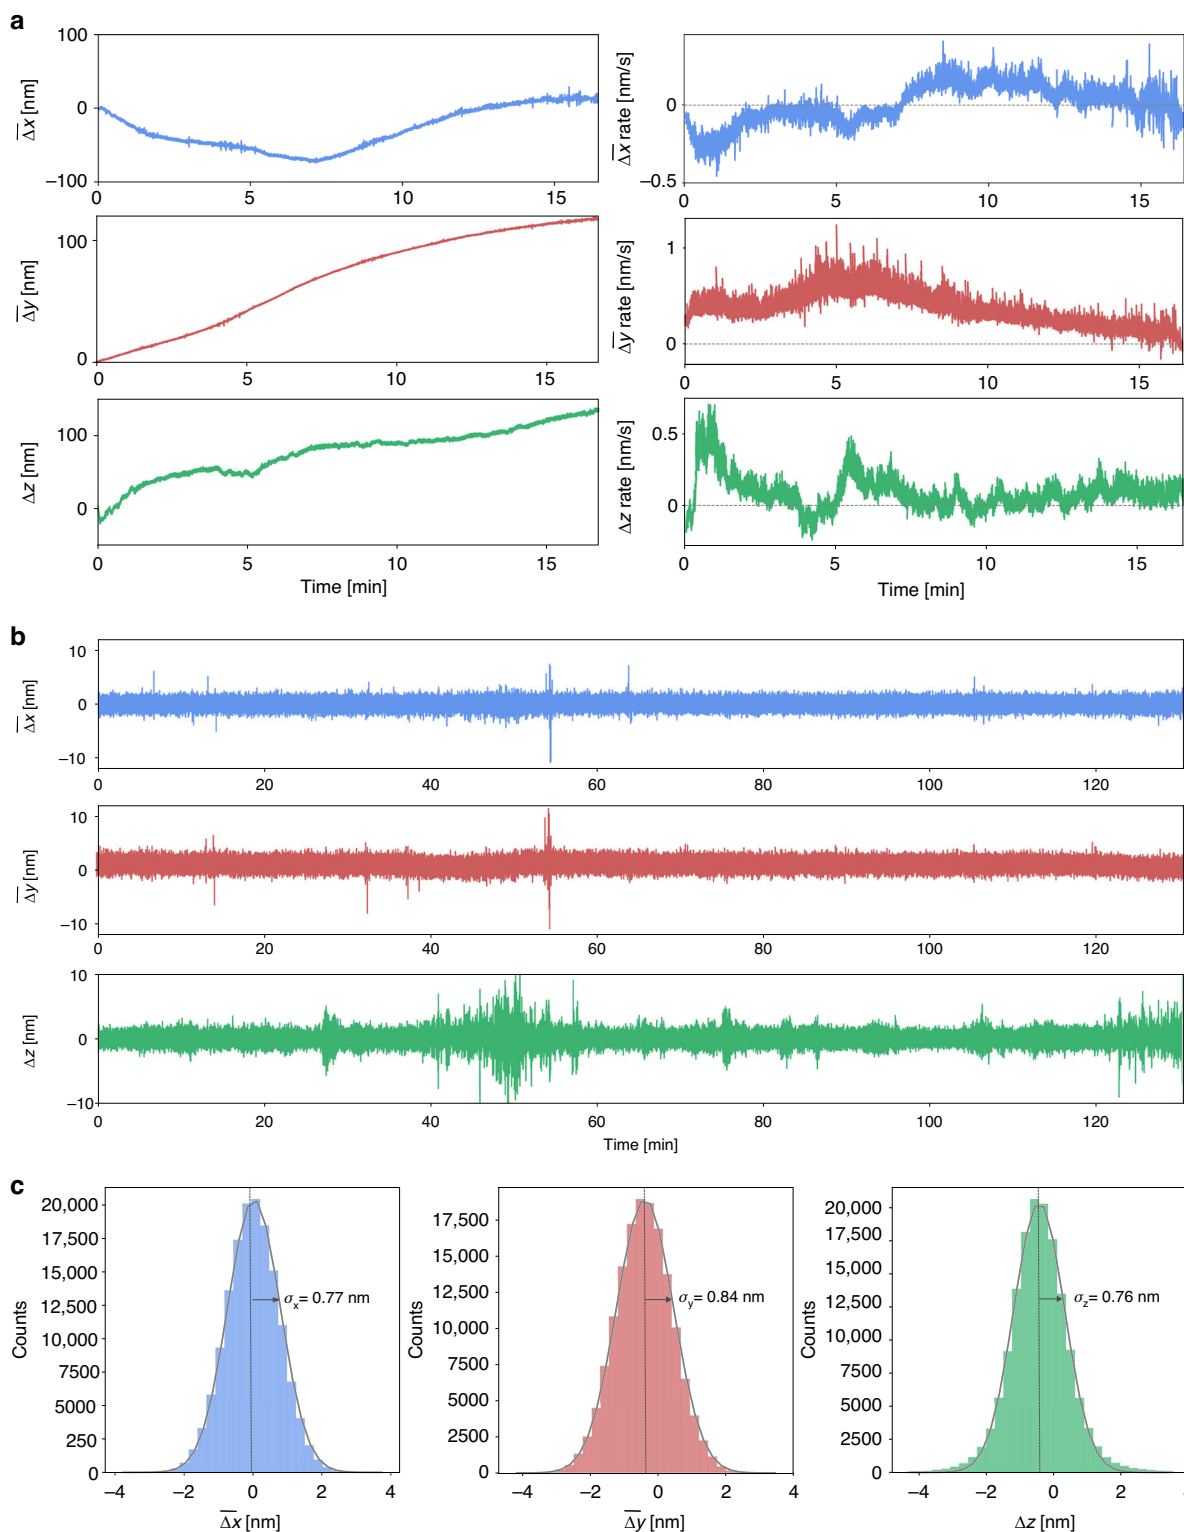 a
100
0
−100
Δx [nm]
0 5 10 15
0
−0.5
Δx rate [nm/s]
0 5 10 15
100
0
Δy [nm]
0 5 10 15
1
0
Δy rate [nm/s]
0 5 10 15
100
0
Δz [nm]
0 5 10 15
Time [min]
0.5
0
Δz rate [nm/s]
0 5 10 15
Time [min]
b
10
0
−10
Δx [nm]
0 20 40 60 80 100 120
10
0
−10
Δy [nm]
0 20 40 60 80 100 120
10
0
−10
Δz [nm]
0 20 40 60 80 100 120
Time [min]
c
20,000
17,500
15,000
12,500
10,000
7500
5000
250
0
Counts
σx= 0.77 nm
−4 −2 0 2 4
Δx [nm]
17,500
15,000
12,500
10,000
7500
5000
2500
0
Counts
σy= 0.84 nm
−4 −2 0 2 4
Δy [nm]
20,000
17,500
15,000
12,500
10,000
7500
5000
2500
0
Counts
σz= 0.76 nm
−4 −2 0 2 4
Δz [nm]